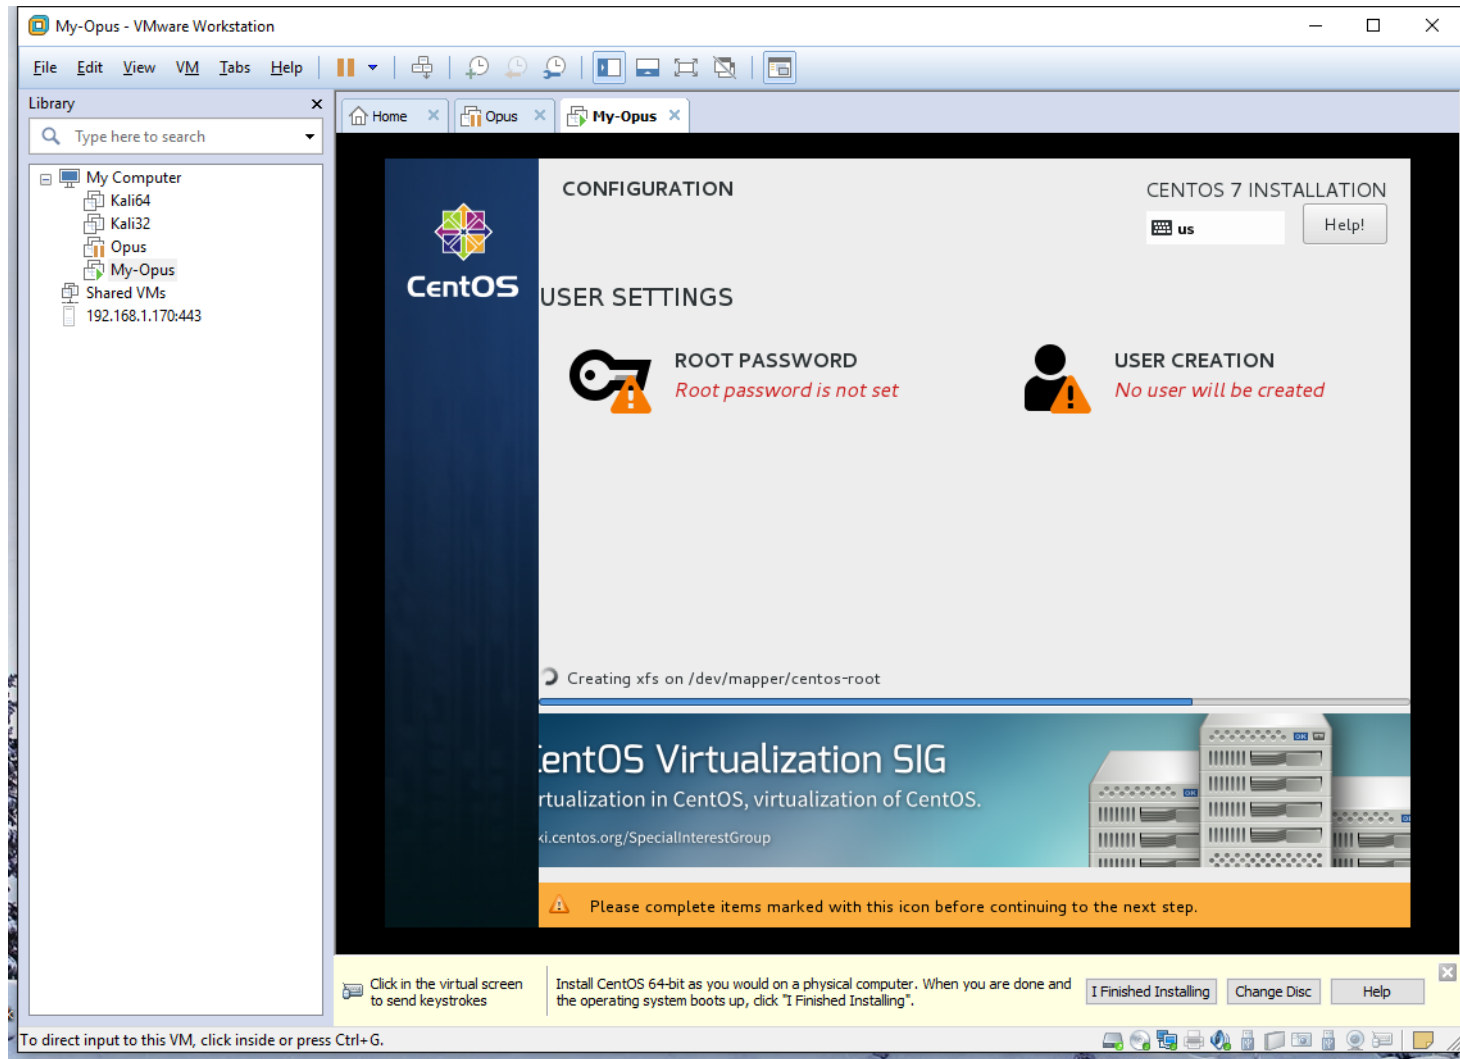 My-Opus - VMware Workstation
File Edit View VM Tabs Help
Library
Type here to search
My Computer
Kali64
Kali32
Opus
My-Opus
Shared VMs
192.168.1.170:443
Home
Opus
My-Opus
CentOS
CONFIGURATION
CENTOS 7 INSTALLATION
us
Help!
USER SETTINGS
ROOT PASSWORD
Root password is not set
USER CREATION
No user will be created
Creating xfs on /dev/mapper/centos-root
entOS Virtualization SIG
rtualization in CentOS, virtualization of CentOS.
ki.centos.org/SpecialInterestGroup
OK
OK
Please complete items marked with this icon before continuing to the next step.
Click in the virtual screen
to send keystrokes
Install CentOS 64-bit as you would on a physical computer. When you are done and
the operating system boots up, click "I Finished Installing".
I Finished Installing
Change Disc
Help
To direct input to this VM, click inside or press Ctrl+G.